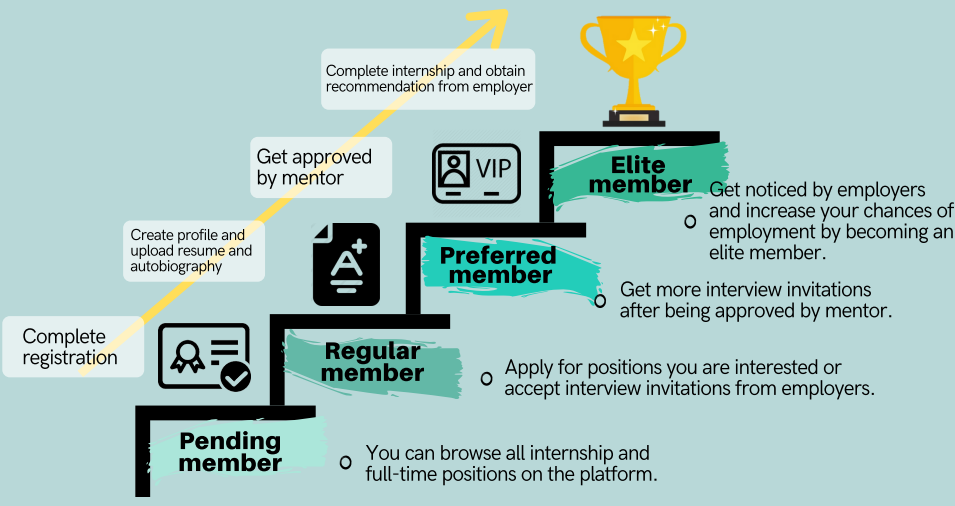 Complete internship and obtain
recommendation from employer
Get approved
by mentor
Create profile and
upload resume and
autobiography
Complete
registration
VIP
A+
Elite
member
Get noticed by employers
and increase your chances of
employment by becoming an
elite member.
Preferred
member
Get more interview invitations
after being approved by mentor.
Regular
member
Apply for positions you are interested or
accept interview invitations from employers.
Pending
member
You can browse all internship and
full-time positions on the platform.